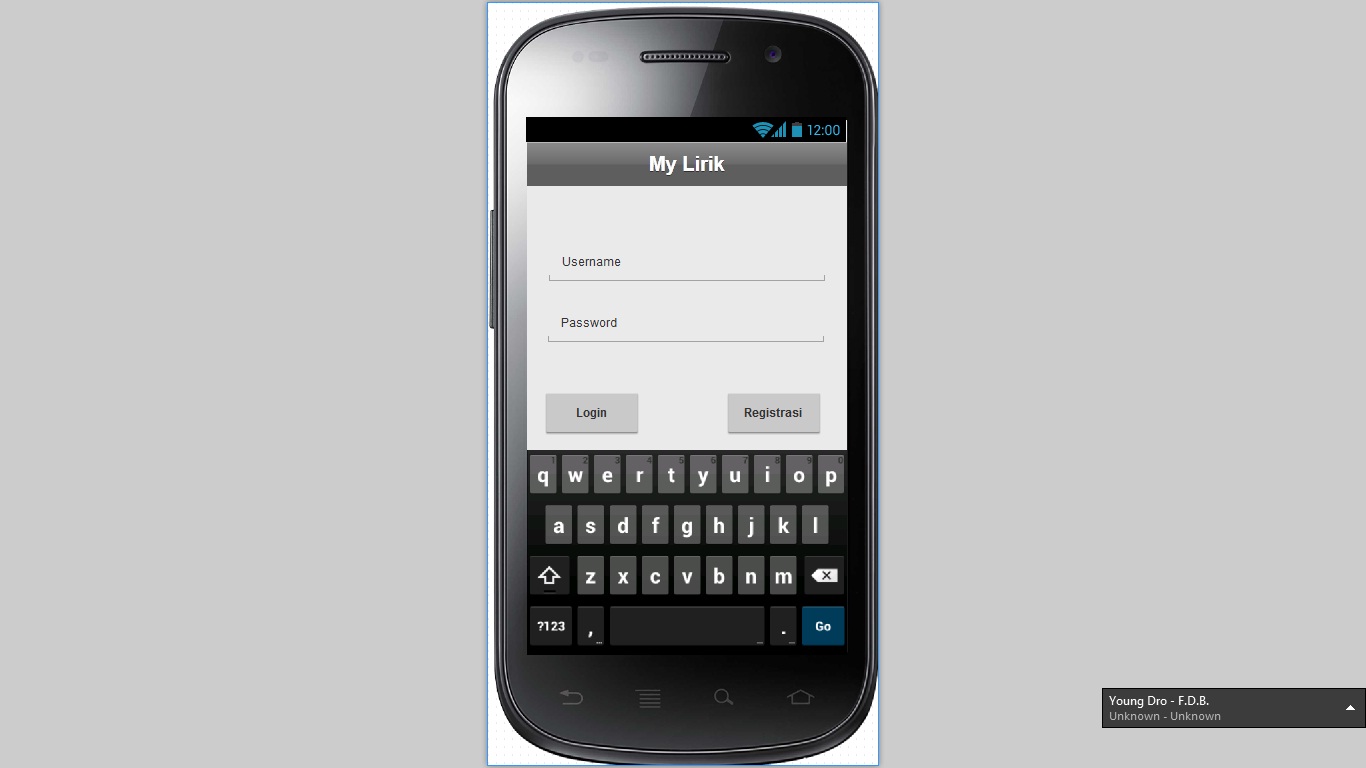 12:00
My Lirik
Username
Password
Login Registrasi
1 2 3 4 5 6 7 8 9 0
q w e r t y u i o p
a s d f g h j k l
z x c v b n m
?123 , . Go
Young Dro - F.D.B.
Unknown - Unknown